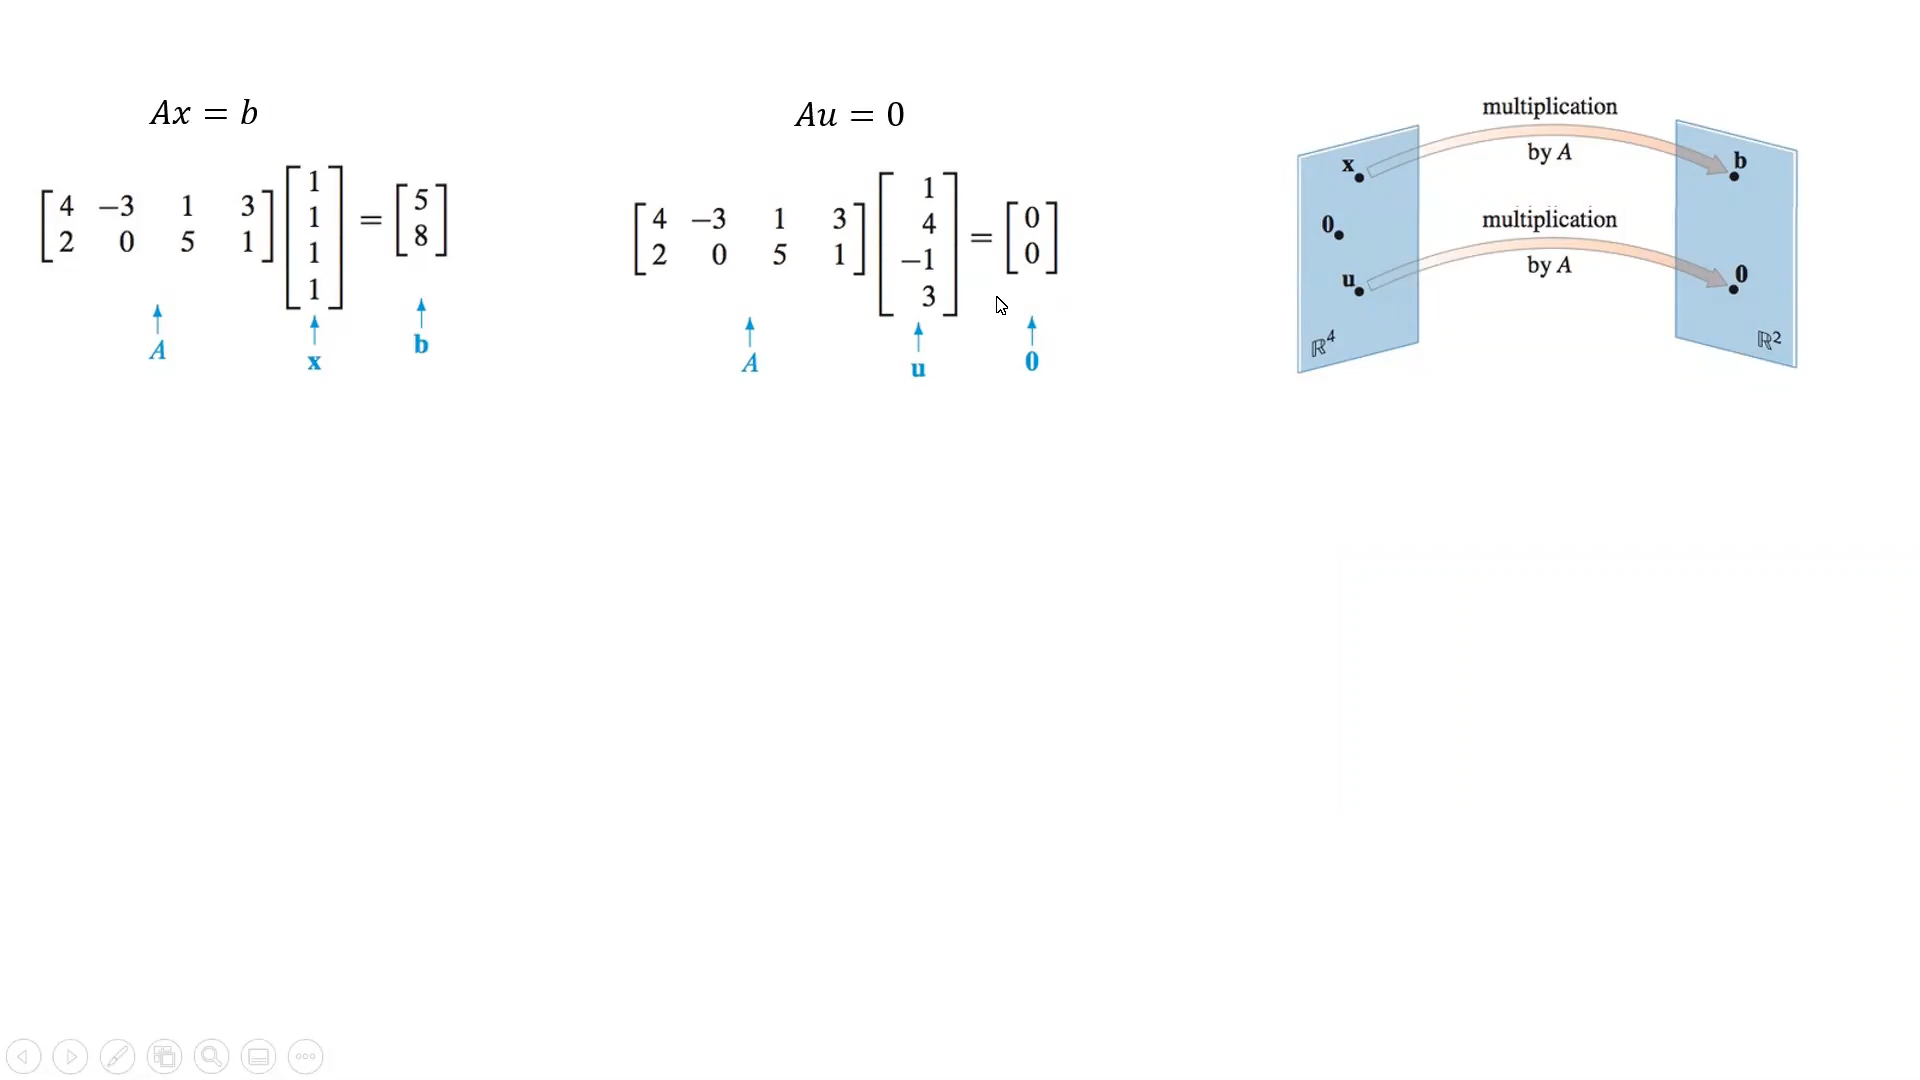 Ax = b
[4 −3 1 3
2 0 5 1]
[1
1
1
1]
=
[5
8]
A
x
b
Au = 0
[4 −3 1 3
2 0 5 1]
[1
4
−1
3]
=
[0
0]
A
u
0
multiplication
by A
x
b
0
multiplication
by A
u
0
ℝ⁴
ℝ²